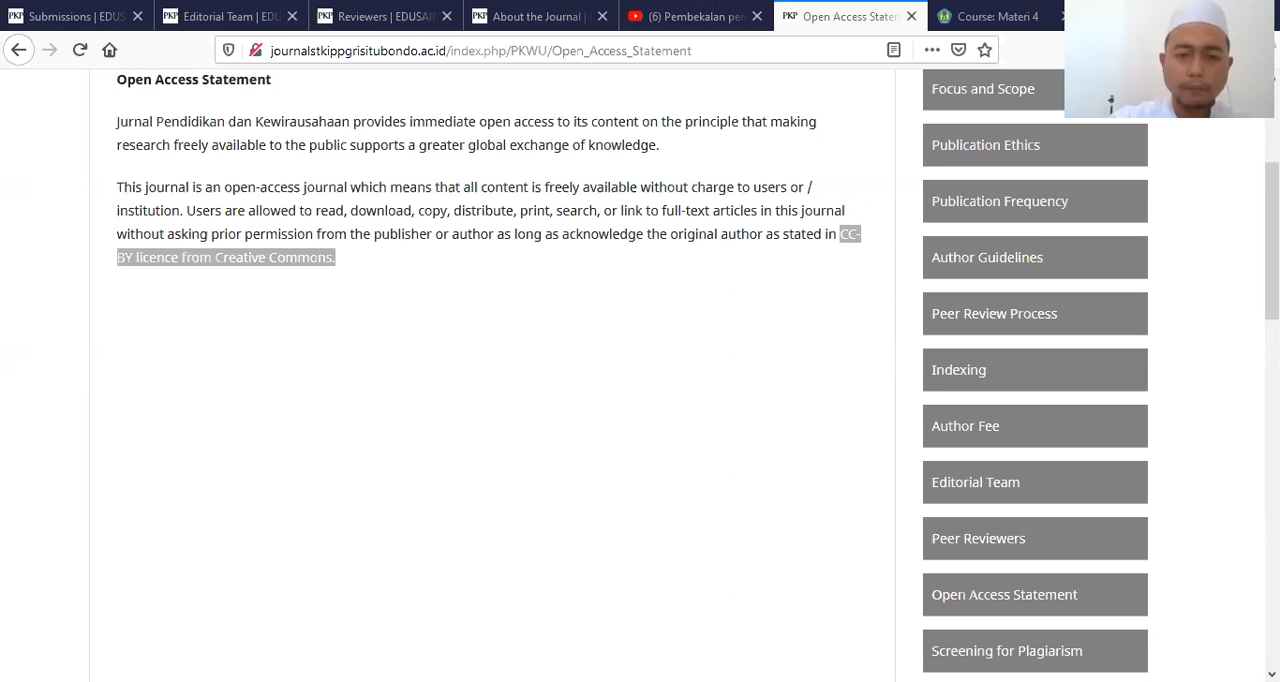 Submissions | EDUS
Editorial Team | EDU
Reviewers | EDUSAI
About the Journal |
(6) Pembekalan per
Open Access Statem
Course: Materi 4
journalstkippgrisitubondo.ac.id/index.php/PKWU/Open_Access_Statement
Open Access Statement
Jurnal Pendidikan dan Kewirausahaan provides immediate open access to its content on the principle that making
research freely available to the public supports a greater global exchange of knowledge.
This journal is an open-access journal which means that all content is freely available without charge to users or /
institution. Users are allowed to read, download, copy, distribute, print, search, or link to full-text articles in this journal
without asking prior permission from the publisher or author as long as acknowledge the original author as stated in CC-
BY licence from Creative Commons.
Focus and Scope
Publication Ethics
Publication Frequency
Author Guidelines
Peer Review Process
Indexing
Author Fee
Editorial Team
Peer Reviewers
Open Access Statement
Screening for Plagiarism